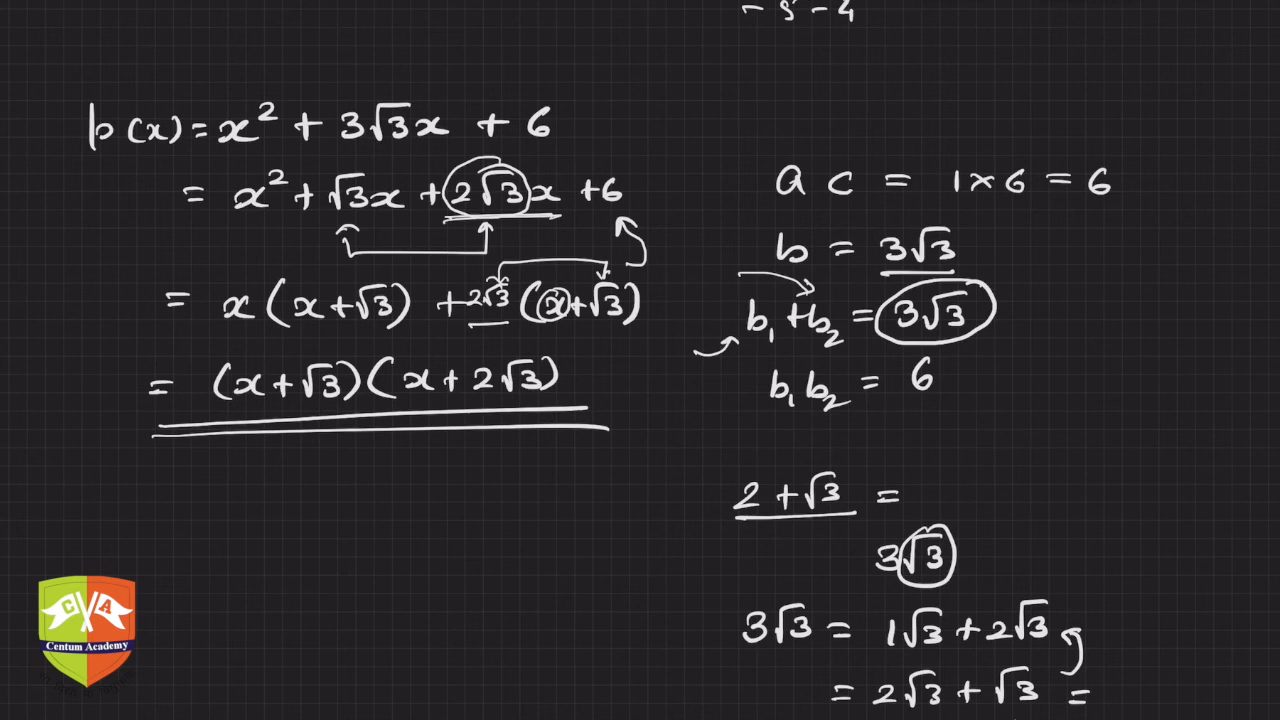 - 5 - 4
p(x) = x² + 3√3x + 6
= x² + √3x + 2√3x + 6
= x(x+√3) + 2√3(x+√3)
= (x+√3)(x+2√3)
a c = 1×6 = 6
b = 3√3
b₁+b₂ = 3√3
b₁b₂ = 6
2+√3 =
3√3
3√3 = 1√3+2√3
= 2√3+√3 =
C A
Centum Academy